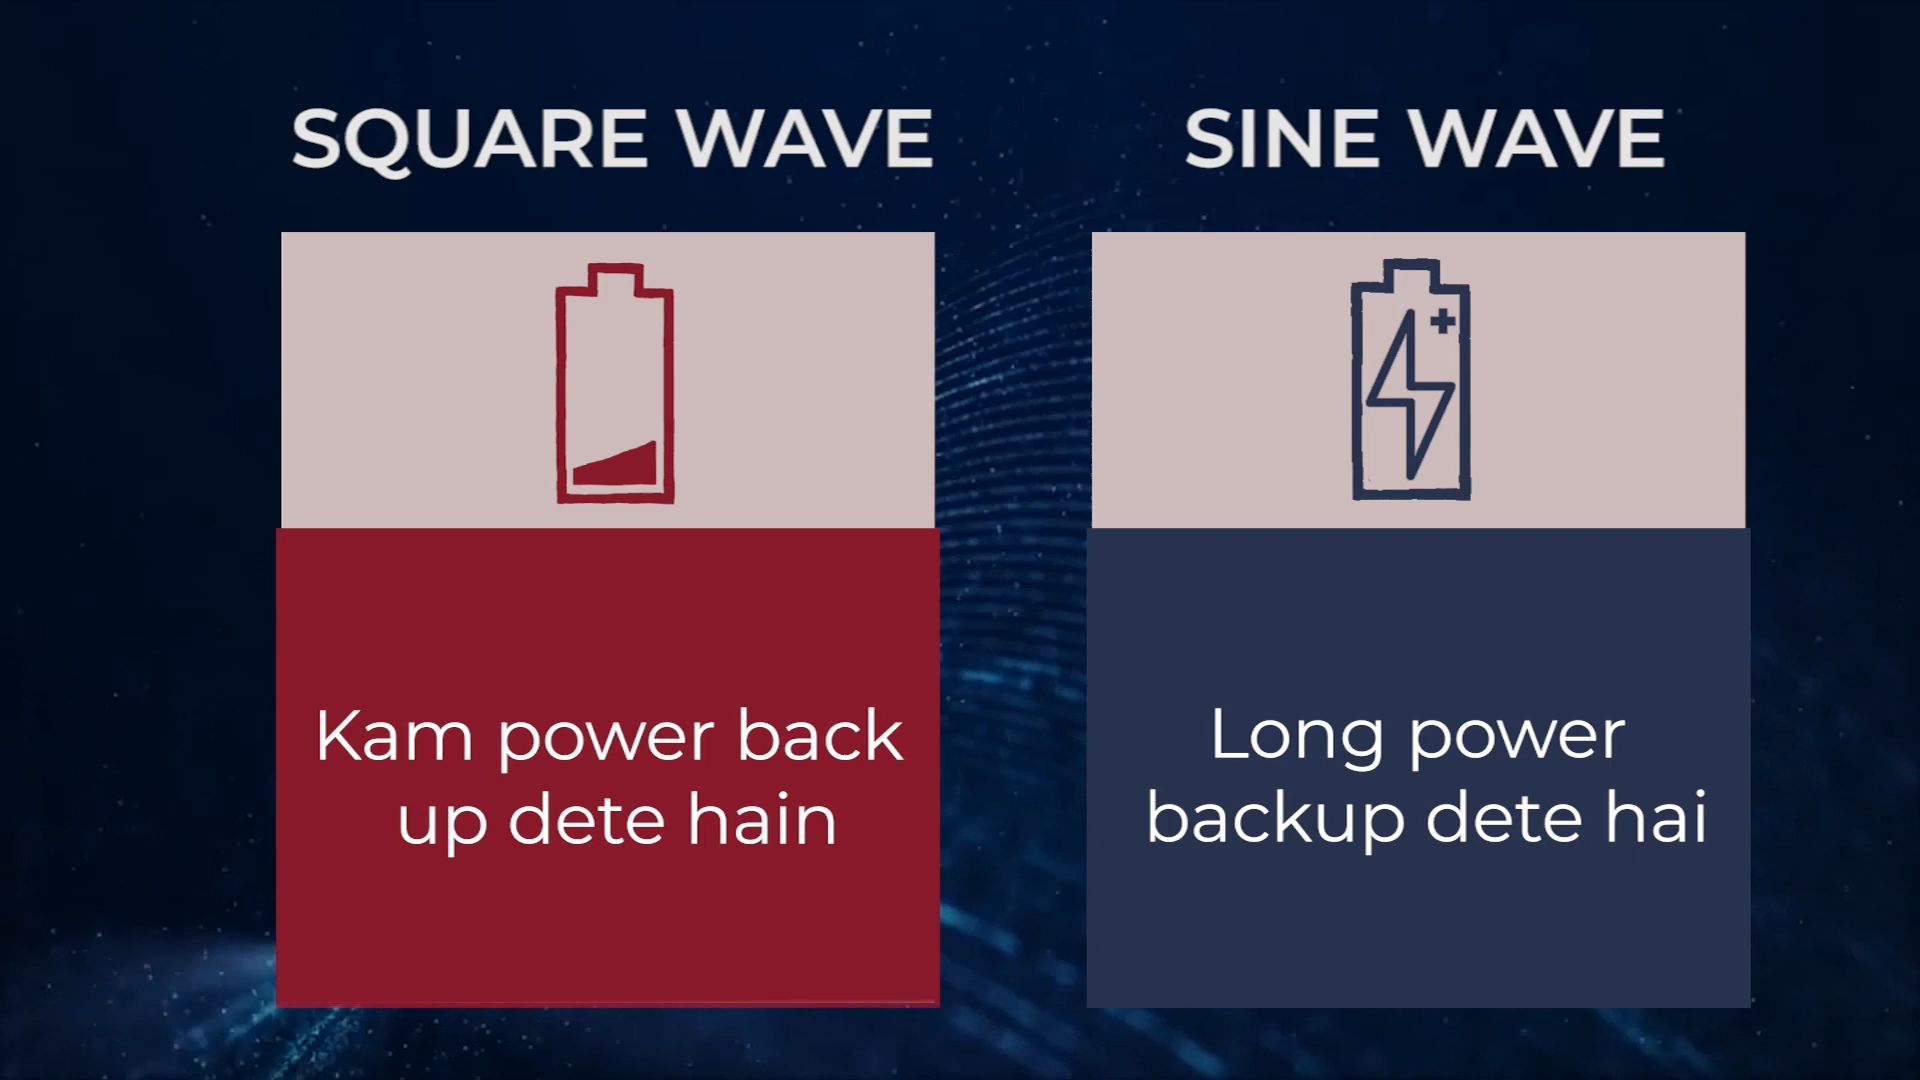 SQUARE WAVE
SINE WAVE
Kam power back
up dete hain
Long power
backup dete hai